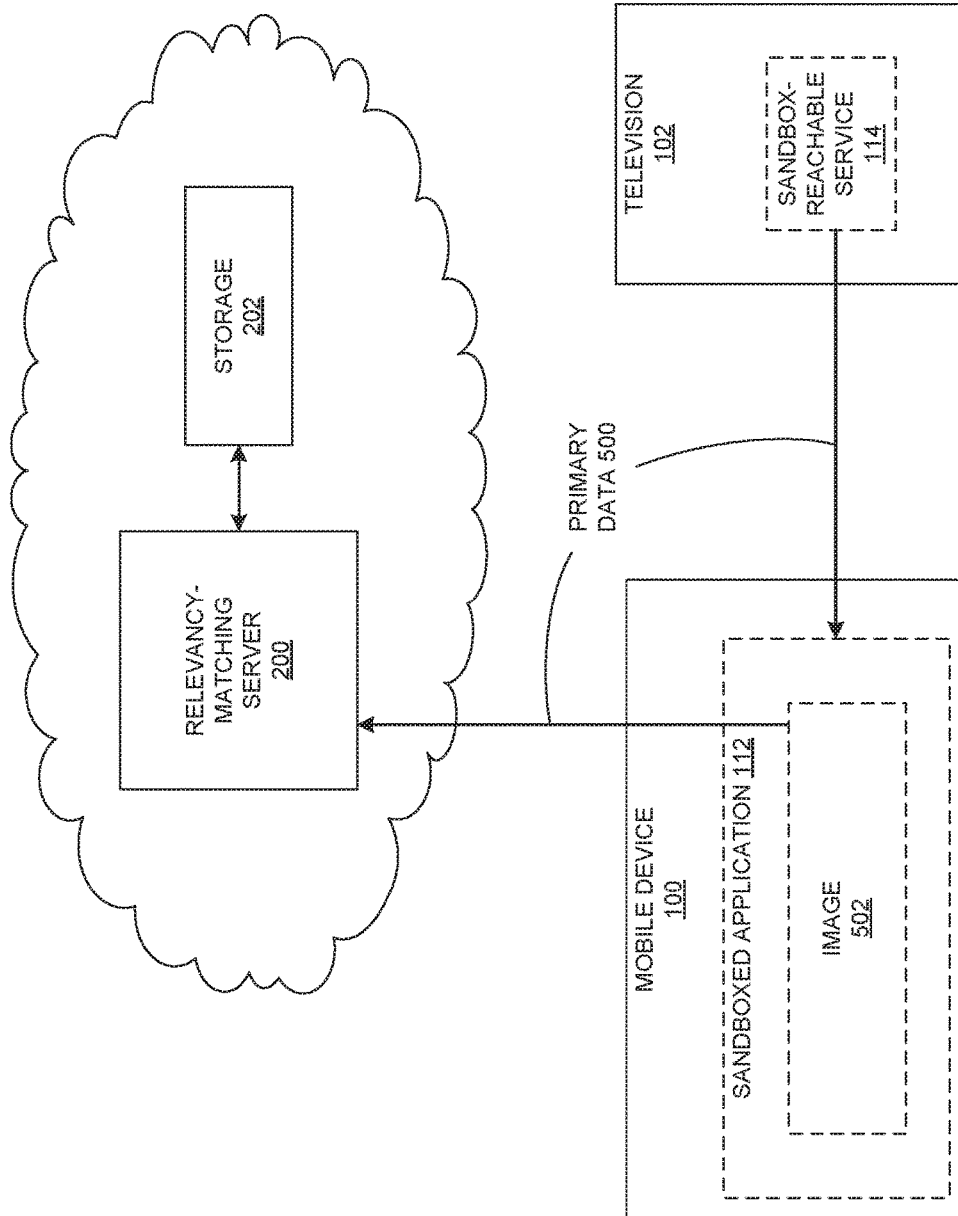 RELEVANCY-
MATCHING
SERVER
200
STORAGE
202
PRIMARY
DATA 500
MOBILE DEVICE
100
SANDBOXED APPLICATION 112
IMAGE
502
TELEVISION
102
SANDBOX-
REACHABLE
SERVICE
114